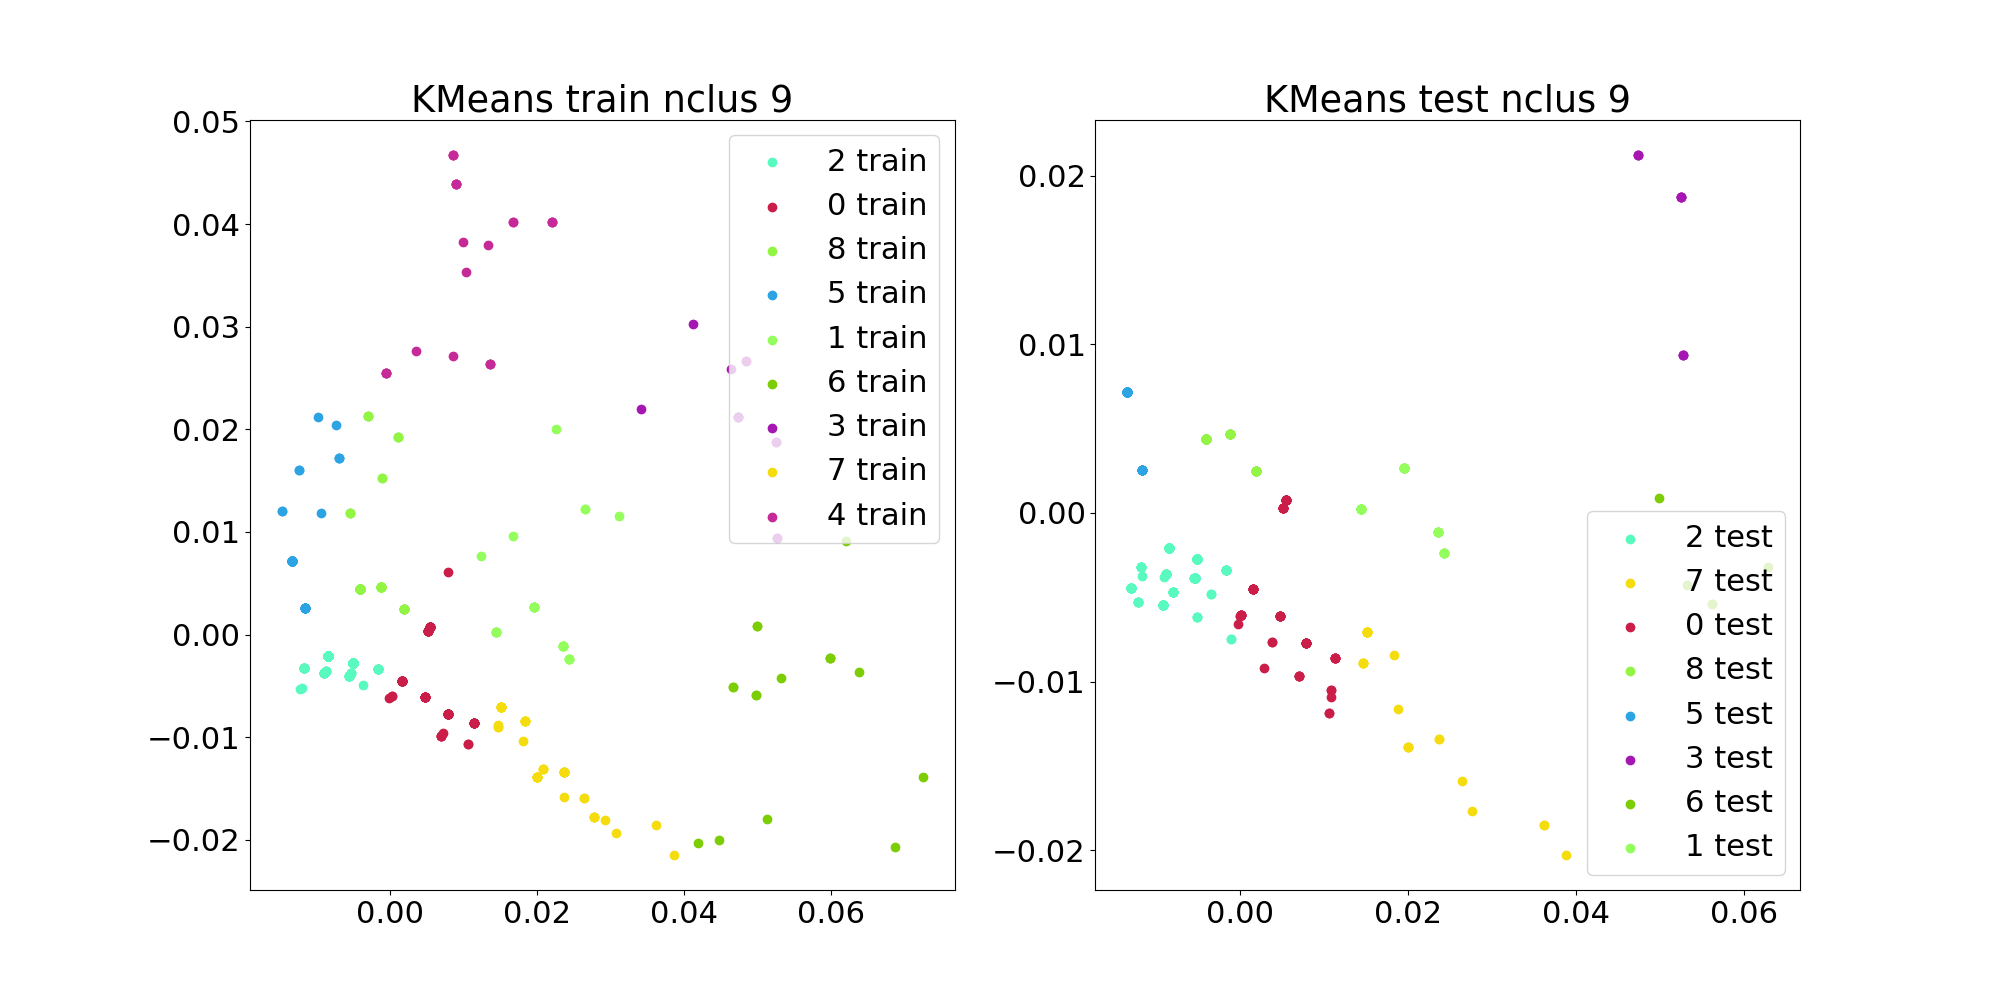 KMeans train nclus 9
0.05
0.04
0.03
0.02
0.01
0.00
−0.01
−0.02
0.00 0.02 0.04 0.06
2 train
0 train
8 train
5 train
1 train
6 train
3 train
7 train
4 train
KMeans test nclus 9
0.02
0.01
0.00
−0.01
−0.02
0.00 0.02 0.04 0.06
2 test
7 test
0 test
8 test
5 test
3 test
6 test
1 test